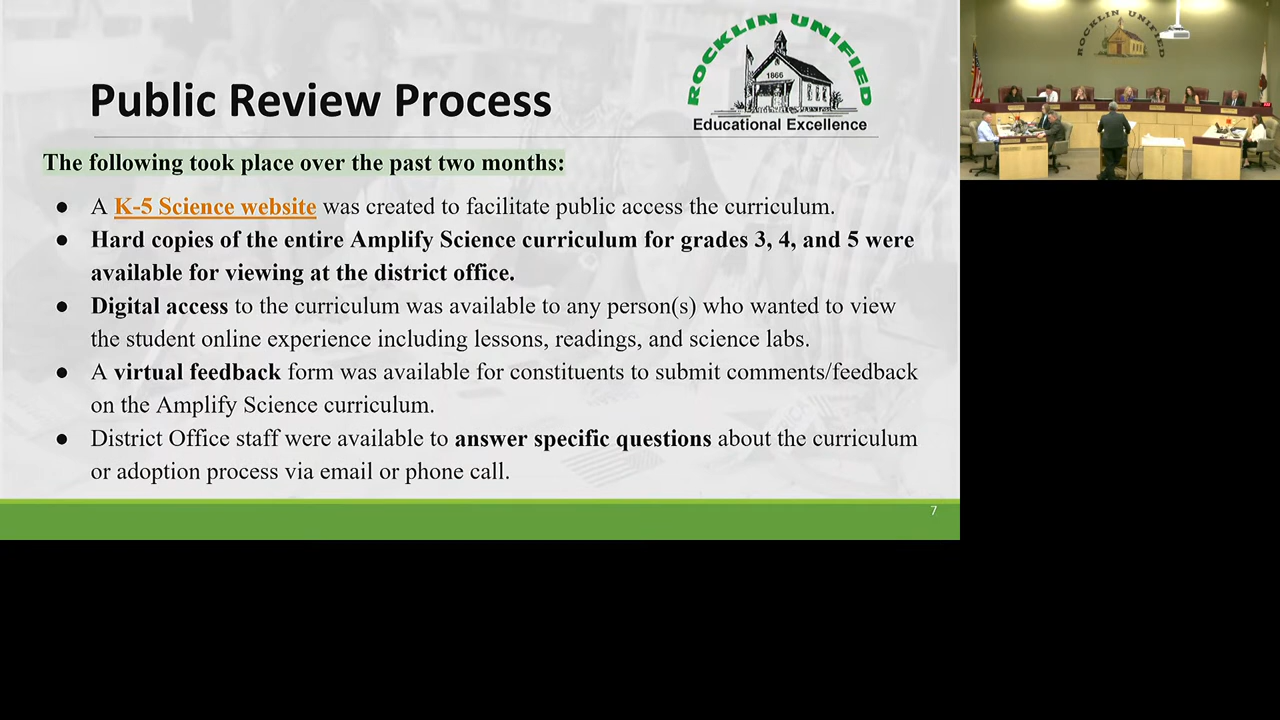 ROCKLIN UNIFIED
1866
Educational Excellence
Public Review Process
The following took place over the past two months:
● A K-5 Science website was created to facilitate public access the curriculum.
● Hard copies of the entire Amplify Science curriculum for grades 3, 4, and 5 were
available for viewing at the district office.
● Digital access to the curriculum was available to any person(s) who wanted to view
the student online experience including lessons, readings, and science labs.
● A virtual feedback form was available for constituents to submit comments/feedback
on the Amplify Science curriculum.
● District Office staff were available to answer specific questions about the curriculum
or adoption process via email or phone call.
7
ROCKLIN UNIFIED